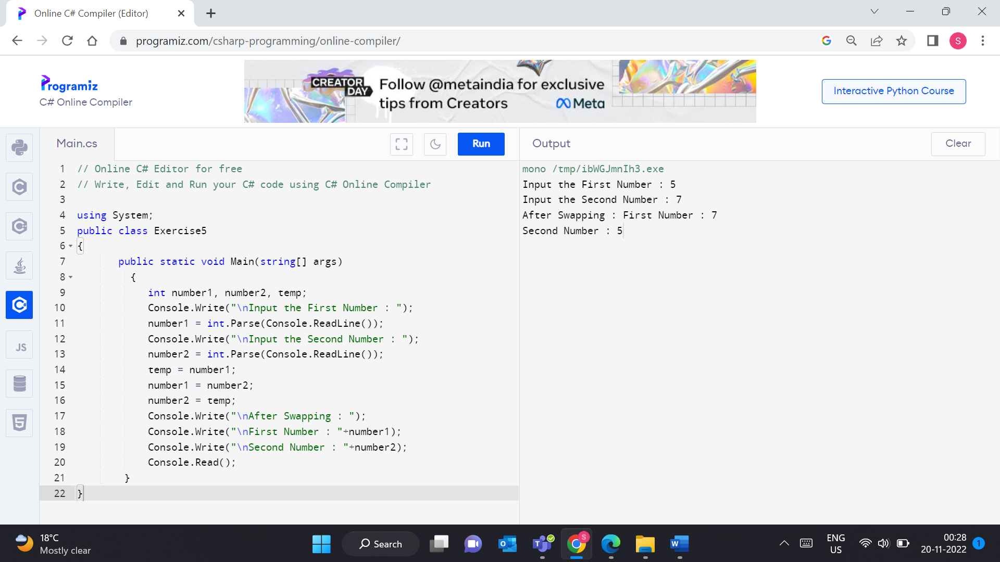 Online C# Compiler (Editor)
programiz.com/csharp-programming/online-compiler/
S
Programiz
C# Online Compiler
CREATOR DAY
Follow @metaindia for exclusive
tips from Creators
Meta
Interactive Python Course
Main.cs
Run
Output
Clear
1 // Online C# Editor for free
2 // Write, Edit and Run your C# code using C# Online Compiler
3
4 using System;
5 public class Exercise5
6 {
7 public static void Main(string[] args)
8 {
9 int number1, number2, temp;
10 Console.Write("\nInput the First Number : ");
11 number1 = int.Parse(Console.ReadLine());
12 Console.Write("\nInput the Second Number : ");
13 number2 = int.Parse(Console.ReadLine());
14 temp = number1;
15 number1 = number2;
16 number2 = temp;
17 Console.Write("\nAfter Swapping : ");
18 Console.Write("\nFirst Number : "+number1);
19 Console.Write("\nSecond Number : "+number2);
20 Console.Read();
21 }
22 }
mono /tmp/ibWGJmnIh3.exe
Input the First Number : 5
Input the Second Number : 7
After Swapping : First Number : 7
Second Number : 5
JS
18°C
Mostly clear
Search
ENG
US
00:28
20-11-2022
1